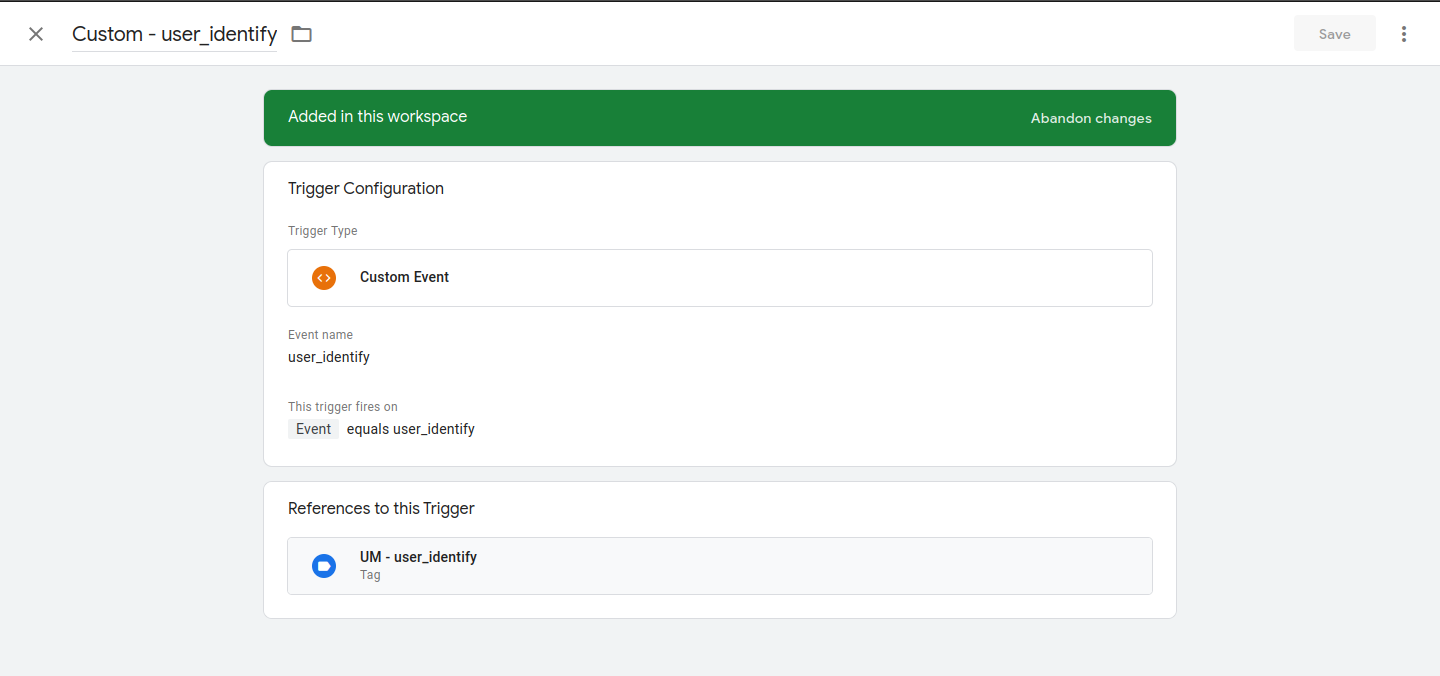 Custom - user_identify
Save
Added in this workspace
Abandon changes
Trigger Configuration
Trigger Type
Custom Event
Event name
user_identify
This trigger fires on
Event equals user_identify
References to this Trigger
UM - user_identify
Tag